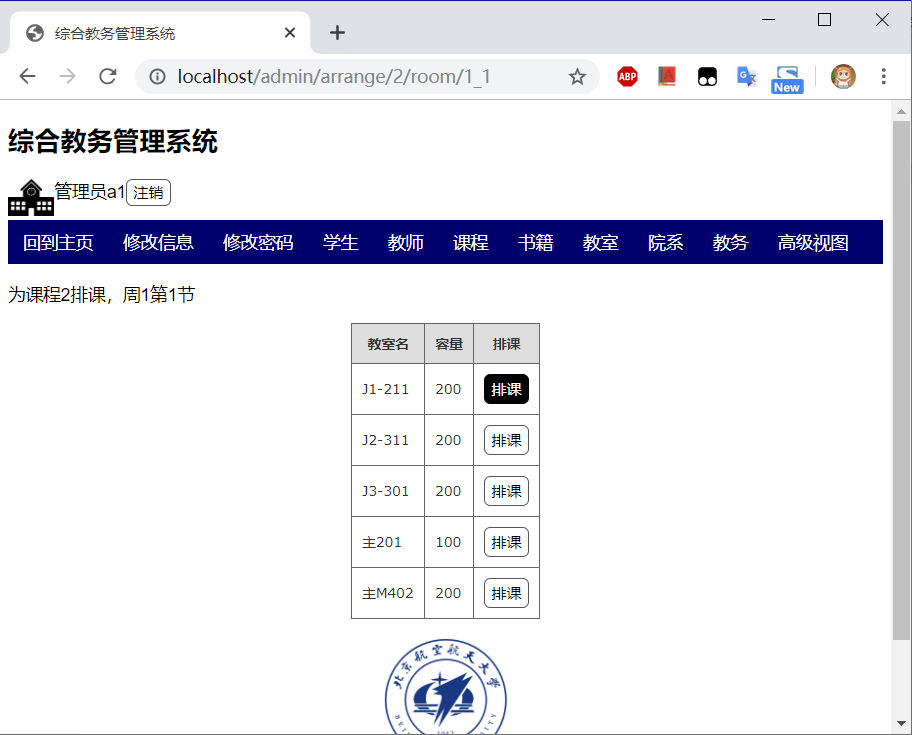 综合教务管理系统
localhost/admin/arrange/2/room/1_1
ABP
New
综合教务管理系统
管理员a1 注销
回到主页 修改信息 修改密码 学生 教师 课程 书籍 教室 院系 教务 高级视图
为课程2排课，周1第1节
教室名 容量 排课
J1-211 200 排课
J2-311 200 排课
J3-301 200 排课
主201 100 排课
主M402 200 排课
北京航空航天大学